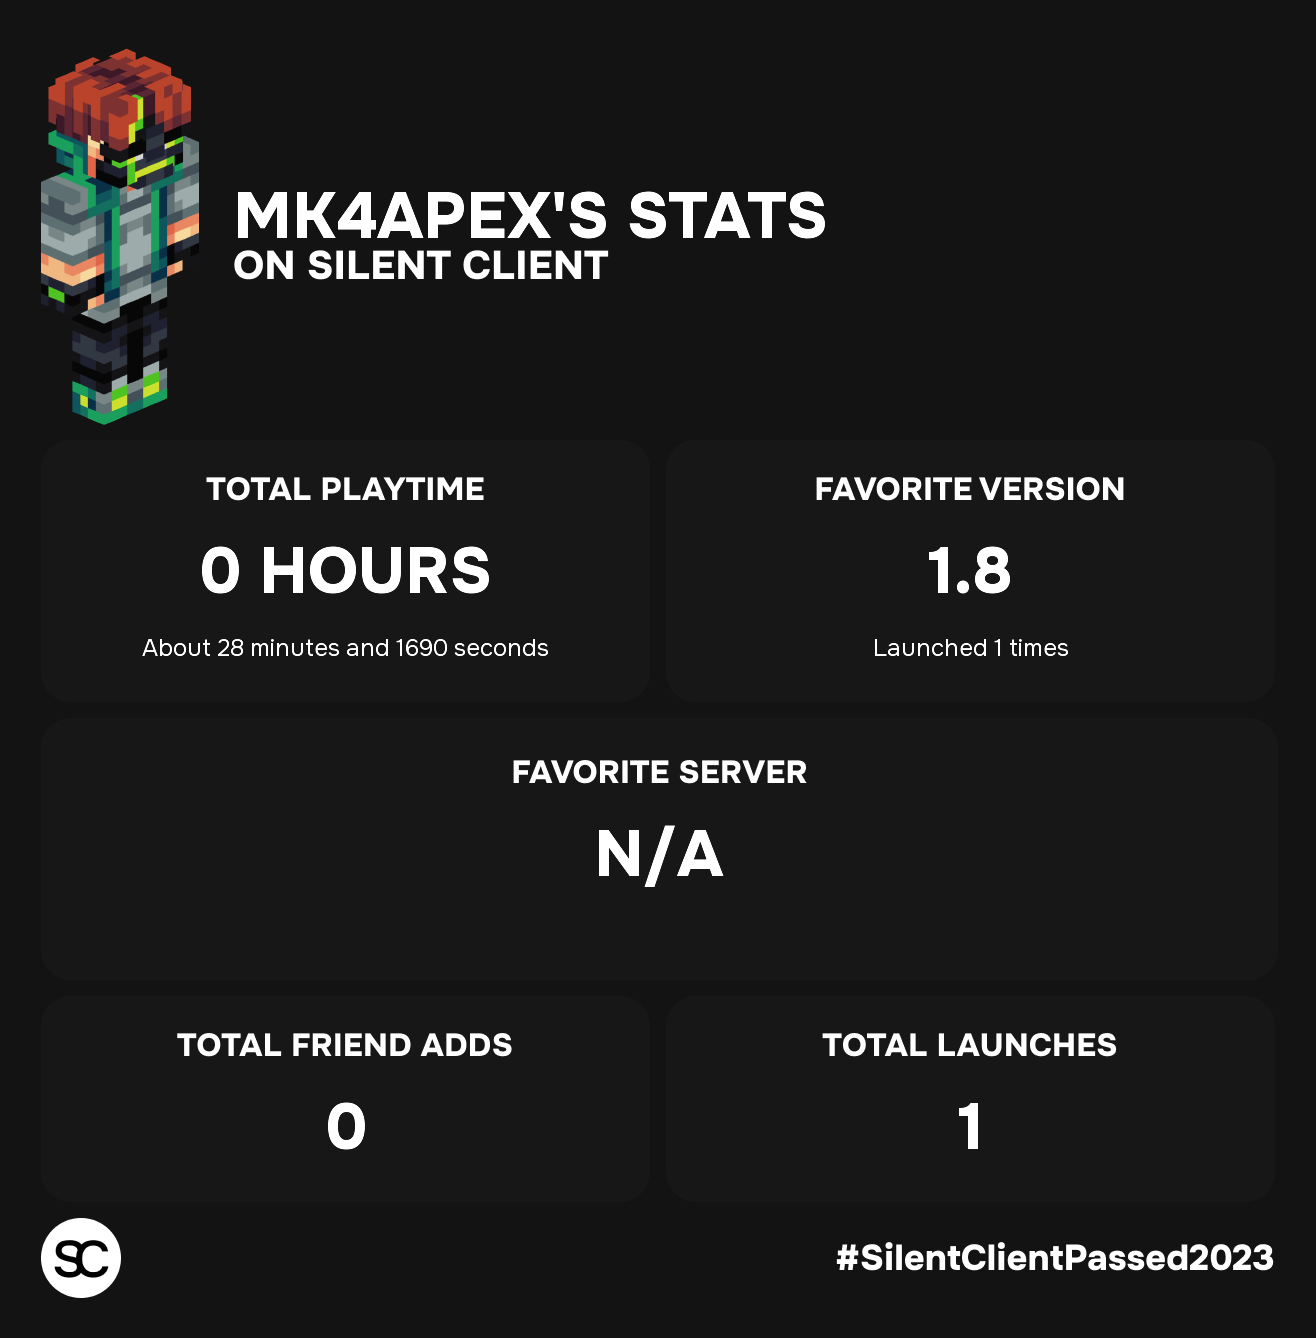 MK4APEX'S STATS
ON SILENT CLIENT
TOTAL PLAYTIME
0 HOURS
About 28 minutes and 1690 seconds
FAVORITE VERSION
1.8
Launched 1 times
FAVORITE SERVER
N/A
TOTAL FRIEND ADDS
0
TOTAL LAUNCHES
1
SC
#SilentClientPassed2023